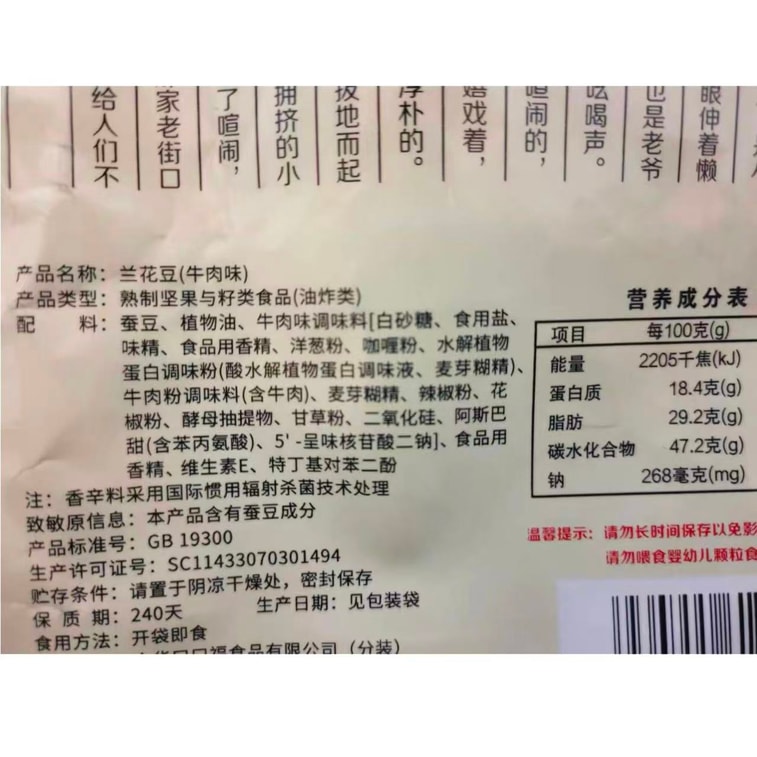 眼伸着懒
也是老爷
吆喝声。
喧闹的，
嬉戏着，
厚朴的。
拔地而起
拥挤的小
了喧闹，
家老街口
给人们不
产品名称：兰花豆(牛肉味)
产品类型：熟制坚果与籽类食品(油炸类)
配 料：蚕豆、植物油、牛肉味调味料[白砂糖、食用盐、
味精、食品用香精、洋葱粉、咖喱粉、水解植物
蛋白调味粉(酸水解植物蛋白调味液、麦芽糊精)、
牛肉粉调味料(含牛肉)、麦芽糊精、辣椒粉、花
椒粉、酵母抽提物、甘草粉、二氧化硅、阿斯巴
甜(含苯丙氨酸)、5'-呈味核苷酸二钠]、食品用
香精、维生素E、特丁基对苯二酚
注：香辛料采用国际惯用辐射杀菌技术处理
致敏原信息：本产品含有蚕豆成分
产品标准号：GB 19300
生产许可证号：SC11433070301494
贮存条件：请置于阴凉干燥处，密封保存
保 质 期：240天 生产日期：见包装袋
食用方法：开袋即食
口福食品有限公司（分装）
营养成分表
项目 每100克(g)
能量 2205千焦(kJ)
蛋白质 18.4克(g)
脂肪 29.2克(g)
碳水化合物 47.2克(g)
钠 268毫克(mg)
温馨提示：请勿长时间保存以免影
请勿喂食婴幼儿颗粒食